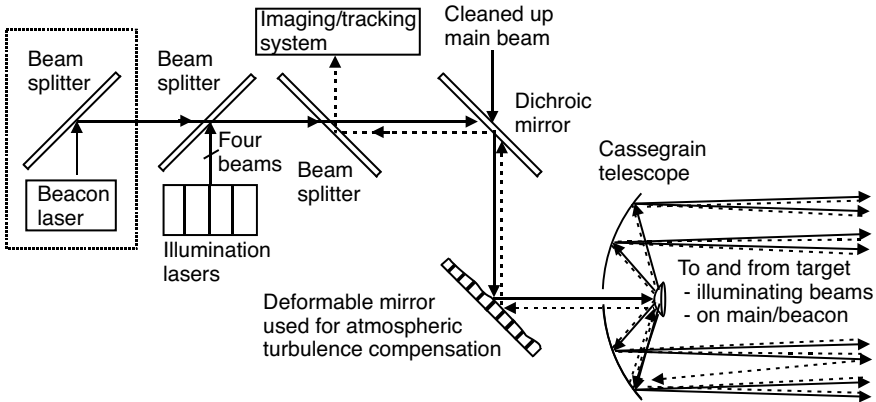 Imaging/tracking
system
Cleaned up
main beam
Beam
splitter
Beam
splitter
Dichroic
mirror
Four
beams
Beam
splitter
Cassegrain
telescope
Beacon
laser
Illumination
lasers
To and from target
- illuminating beams
- on main/beacon
Deformable mirror
used for atmospheric
turbulence compensation